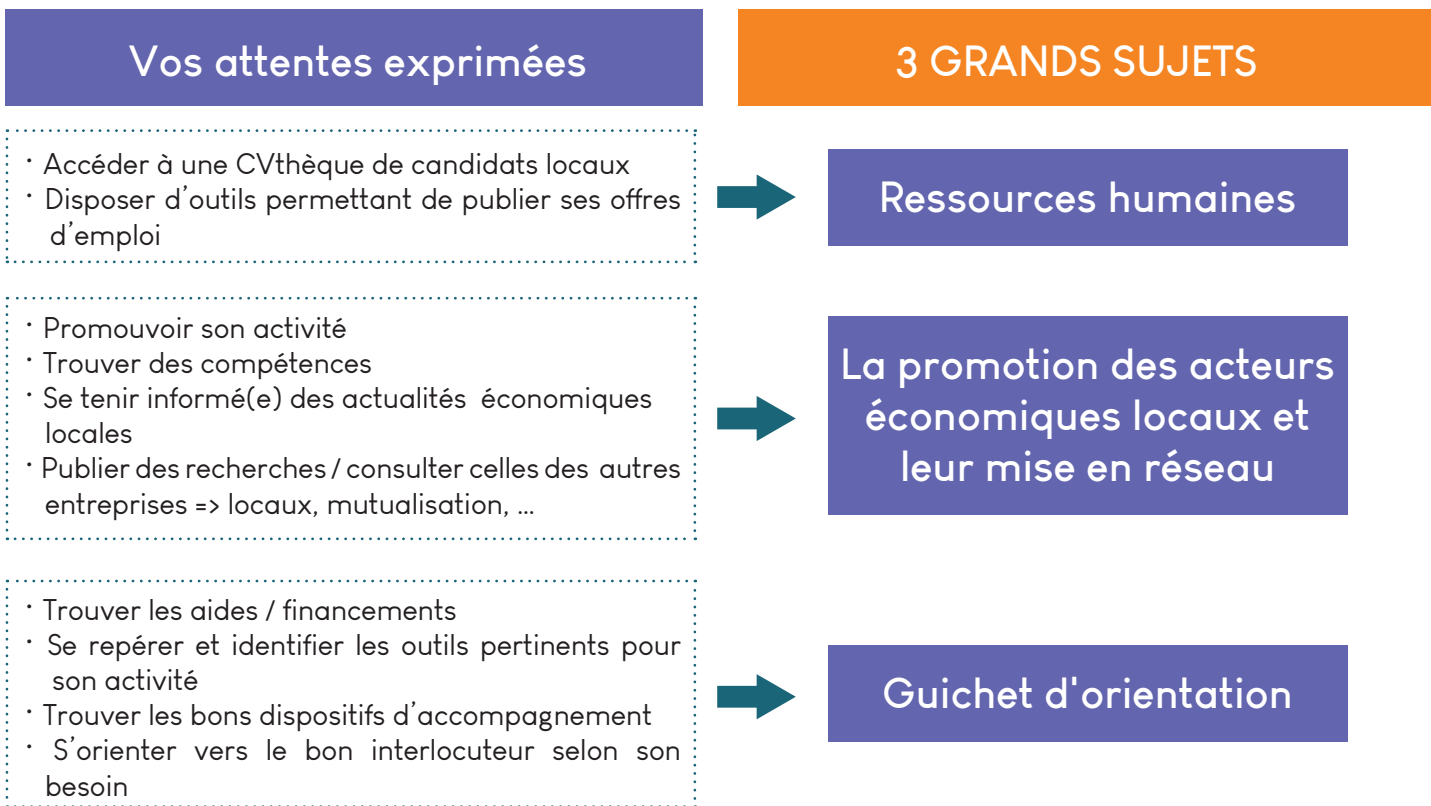 Vos attentes exprimées
3 GRANDS SUJETS
· Accéder à une CVthèque de candidats locaux
· Disposer d'outils permettant de publier ses offres
d'emploi
Ressources humaines
· Promouvoir son activité
· Trouver des compétences
· Se tenir informé(e) des actualités économiques
locales
· Publier des recherches / consulter celles des autres
entreprises => locaux, mutualisation, ...
La promotion des acteurs
économiques locaux et
leur mise en réseau
· Trouver les aides / financements
· Se repérer et identifier les outils pertinents pour
son activité
· Trouver les bons dispositifs d'accompagnement
· S'orienter vers le bon interlocuteur selon son
besoin
Guichet d'orientation